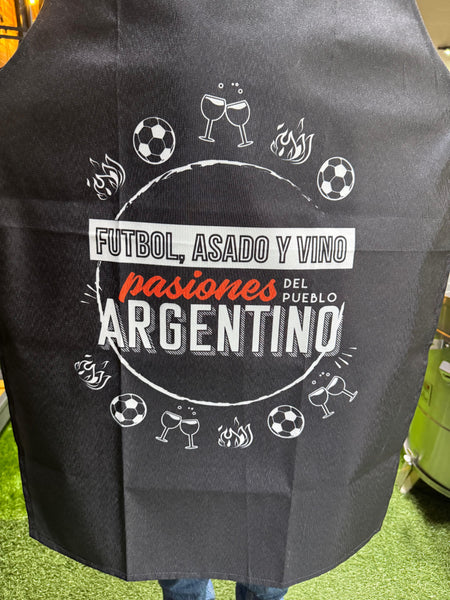 FUTBOL, ASADO Y VINO
pasiones DEL PUEBLO
ARGENTINO